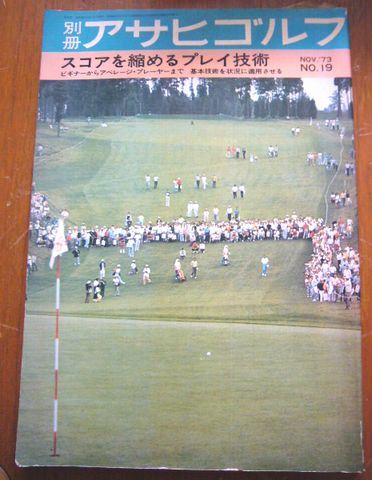 別冊 アサヒゴルフ
スコアを縮めるプレイ技術
NOV/'73
NO.19
ビギナーからアベレージ・プレーヤーまで 基本技術を状況に適用させる